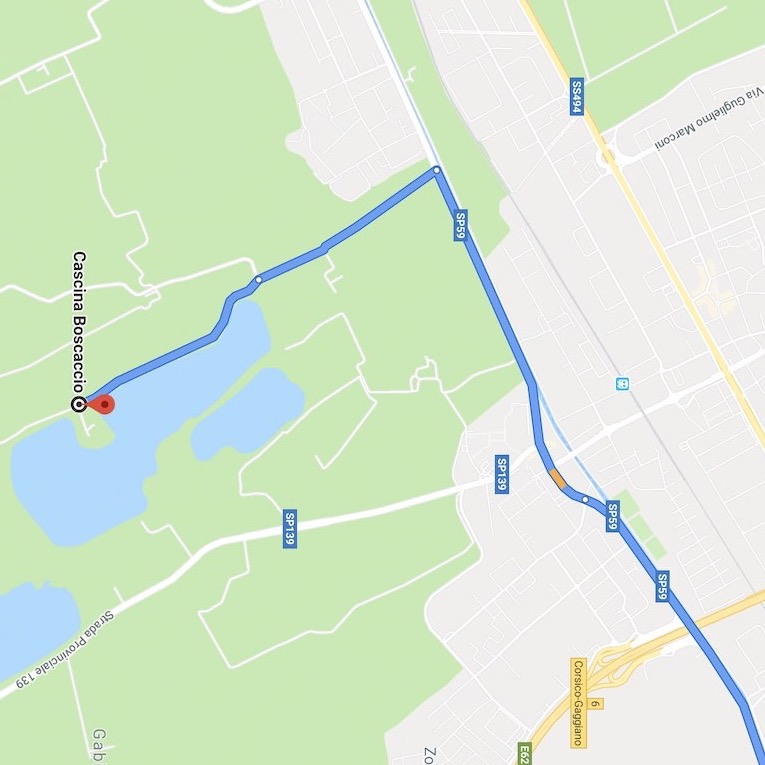 SS494
Via Guglielmo Marconi
SP59
Cascina Boscaccio
SP139
SP139
SP59
SP59
Strada Provinciale 139
Corsico-Gaggiano
6
Gab
Zo
E62